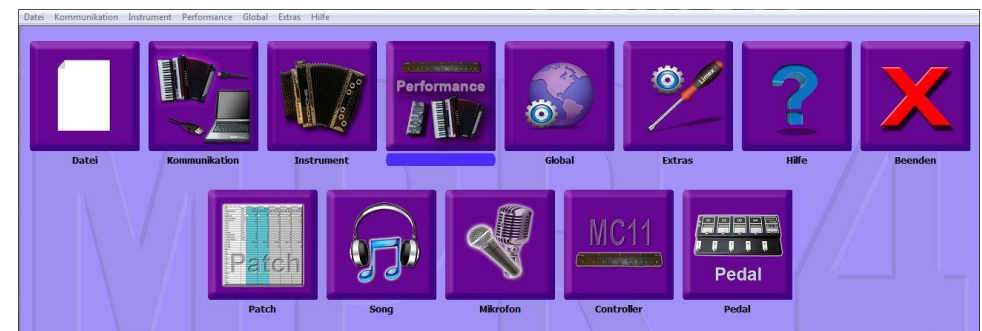 Datei Kommunikation Instrument Performance Global Extras Hilfe
Performance
Limex
Datei Kommunikation Instrument Global Extras Hilfe Beenden
Patch MC11 Pedal
Patch Song Mikrofon Controller Pedal